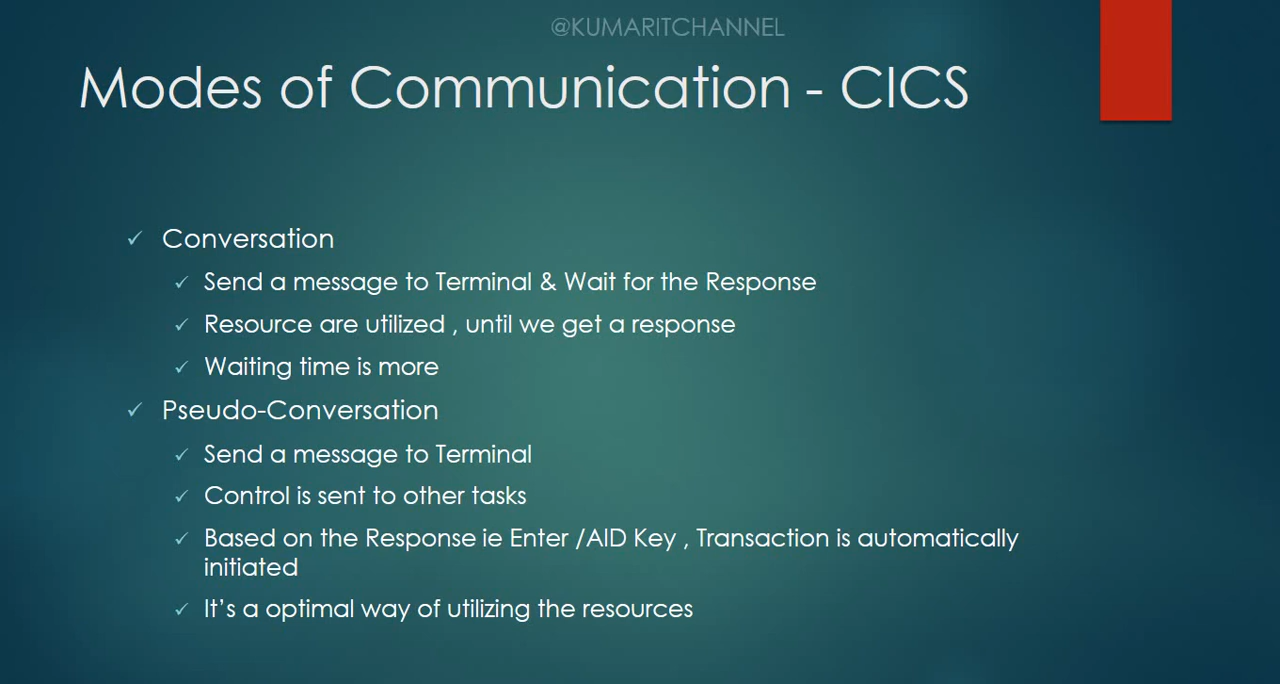 @KUMARITCHANNEL
Modes of Communication - CICS
Conversation
Send a message to Terminal & Wait for the Response
Resource are utilized , until we get a response
Waiting time is more
Pseudo-Conversation
Send a message to Terminal
Control is sent to other tasks
Based on the Response ie Enter /AID Key , Transaction is automatically
initiated
It’s a optimal way of utilizing the resources